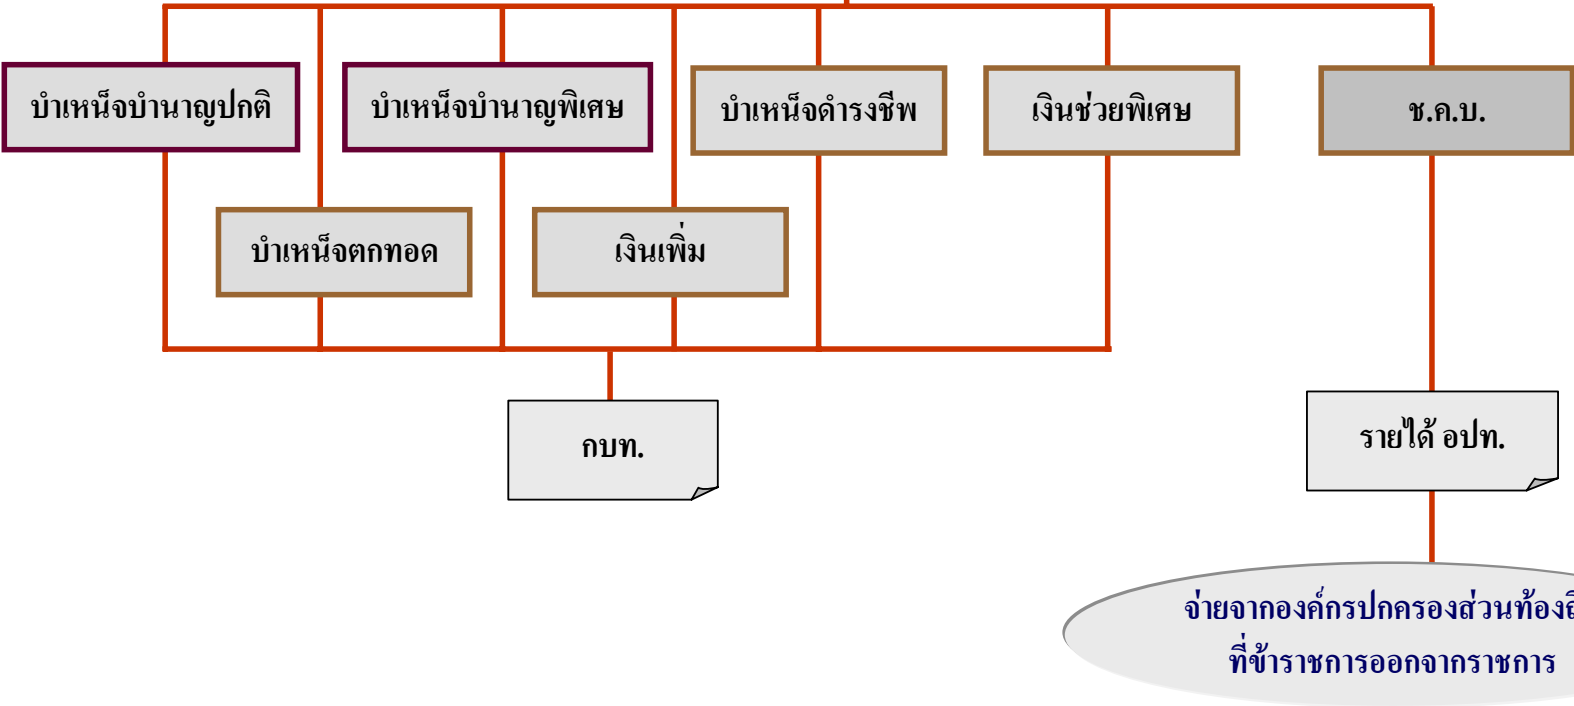 บำเหน็จบำนาญปกติ
บำเหน็จบำนาญพิเศษ
บำเหน็จดำรงชีพ
เงินช่วยพิเศษ
ช.ค.บ.
บำเหน็จตกทอด
เงินเพิ่ม
กบท.
รายได้ อปท.
จ่ายจากองค์กรปกครองส่วนท้อง
ที่ข้าราชการออกจากราชการ